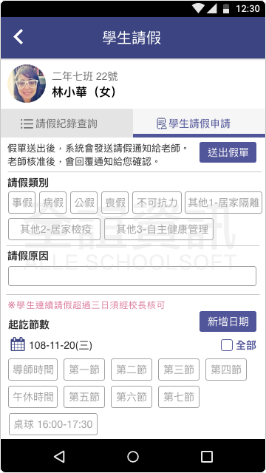 12:30
學生請假
二年七班 22號
林小華（女）
請假紀錄查詢
學生請假申請
假單送出後，系統會發送請假通知給老師。
老師核准後，會回覆通知給您確認。
送出假單
請假類別
事假 病假 公假 喪假 不可抗力 其他1-居家隔離
其他2-居家檢疫 其他3-自主健康管理
請假原因
全誼資訊
ALLE SCHOOLSOFT
※學生連續請假超過三日須經校長核可
起訖節數
新增日期
108-11-20(三)
全部
導師時間 第一節 第二節 第三節 第四節
午休時間 第五節 第六節 第七節
桌球 16:00-17:30